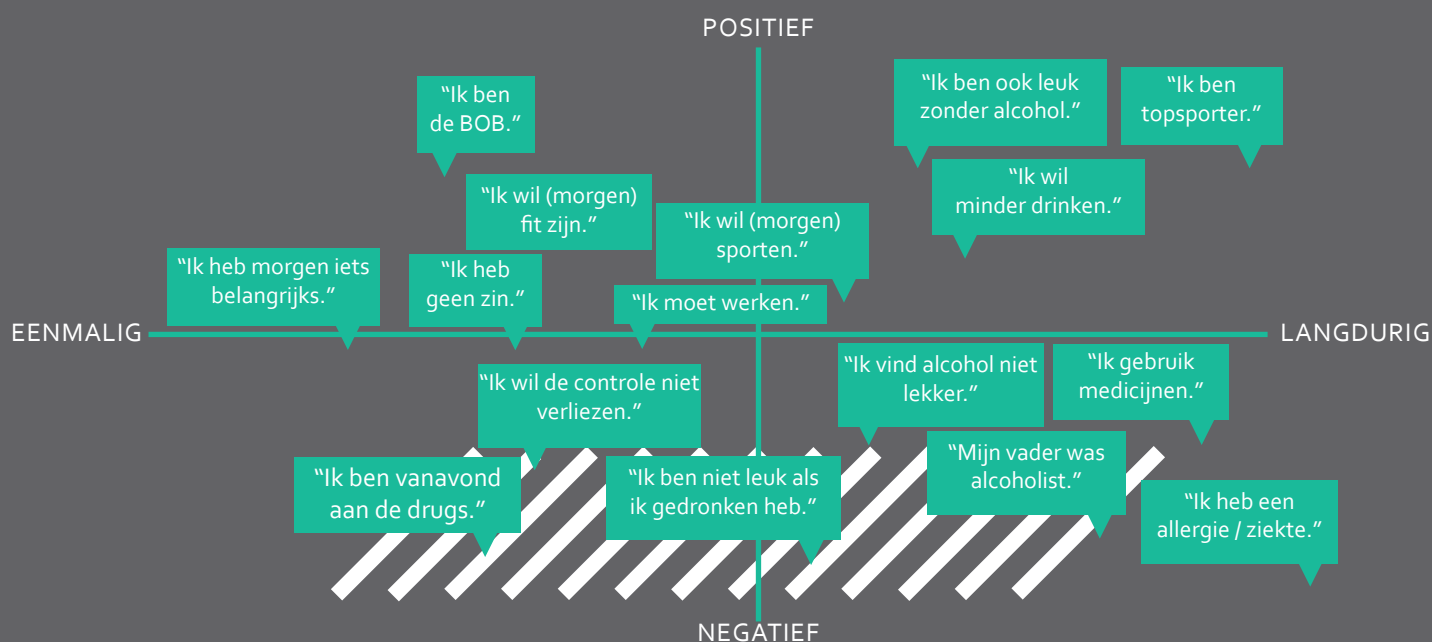 POSITIEF
“Ik ben
de BOB.”
“Ik ben ook leuk
zonder alcohol.”
“Ik ben
topsporter.”
“Ik wil (morgen)
fit zijn.”
“Ik wil (morgen)
sporten.”
“Ik wil
minder drinken.”
“Ik heb morgen iets
belangrijks.”
“Ik heb
geen zin.”
“Ik moet werken.”
EENMALIG
LANGDURIG
“Ik wil de controle niet
verliezen.”
“Ik vind alcohol niet
lekker.”
“Ik gebruik
medicijnen.”
“Ik ben vanavond
aan de drugs.”
“Ik ben niet leuk als
ik gedronken heb.”
“Mijn vader was
alcoholist.”
“Ik heb een
allergie / ziekte.”
NEGATIEF